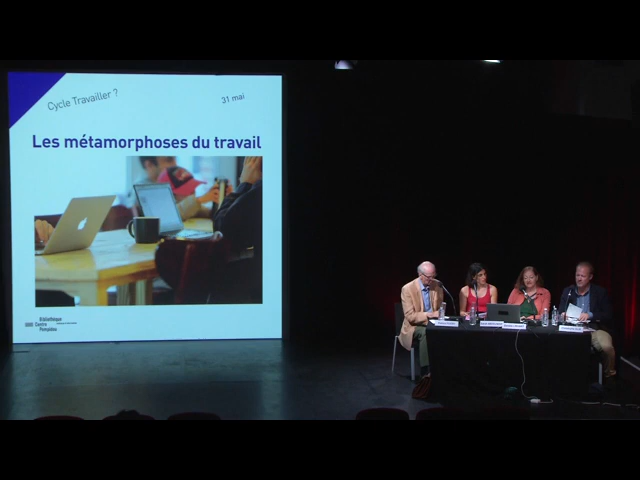 Cycle Travailler ?
31 mai
Les métamorphoses du travail
Bibliothèque
Centre
Pompidou